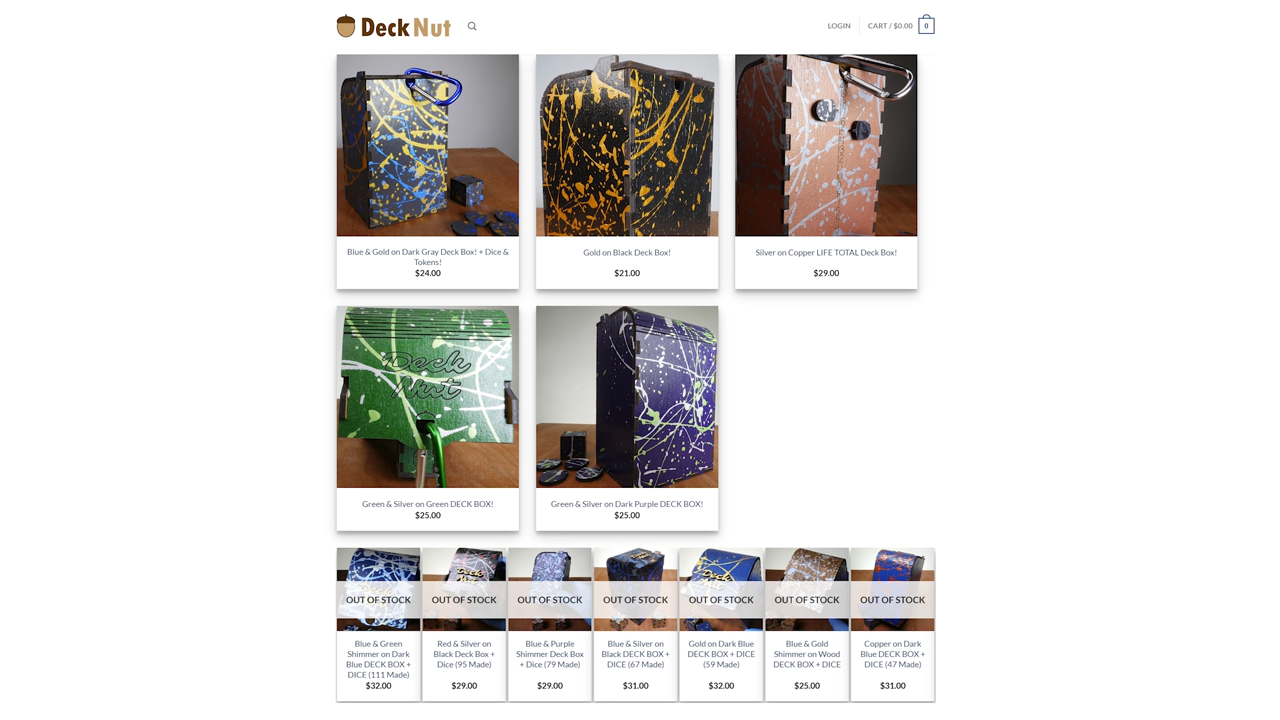 Deck Nut
LOGIN
CART / $0.00
0
Blue & Gold on Dark Gray Deck Box! + Dice &
Tokens!
$24.00
Gold on Black Deck Box!
$21.00
Silver on Copper LIFE TOTAL Deck Box!
$29.00
Deck
Nut
Green & Silver on Green DECK BOX!
$25.00
Green & Silver on Dark Purple DECK BOX!
$25.00
OUT OF STOCK
Blue & Green
Shimmer on Dark
Blue DECK BOX +
DICE (111 Made)
$32.00
OUT OF STOCK
Red & Silver on
Black Deck Box +
Dice (95 Made)
$29.00
OUT OF STOCK
Blue & Purple
Shimmer Deck Box
+ Dice (79 Made)
$29.00
OUT OF STOCK
Blue & Silver on
Black DECK BOX +
DICE (67 Made)
$31.00
Deck
OUT OF STOCK
Gold on Dark Blue
DECK BOX + DICE
(59 Made)
$32.00
OUT OF STOCK
Blue & Gold
Shimmer on Wood
DECK BOX + DICE
$25.00
OUT OF STOCK
Copper on Dark
Blue DECK BOX +
DICE (47 Made)
$31.00